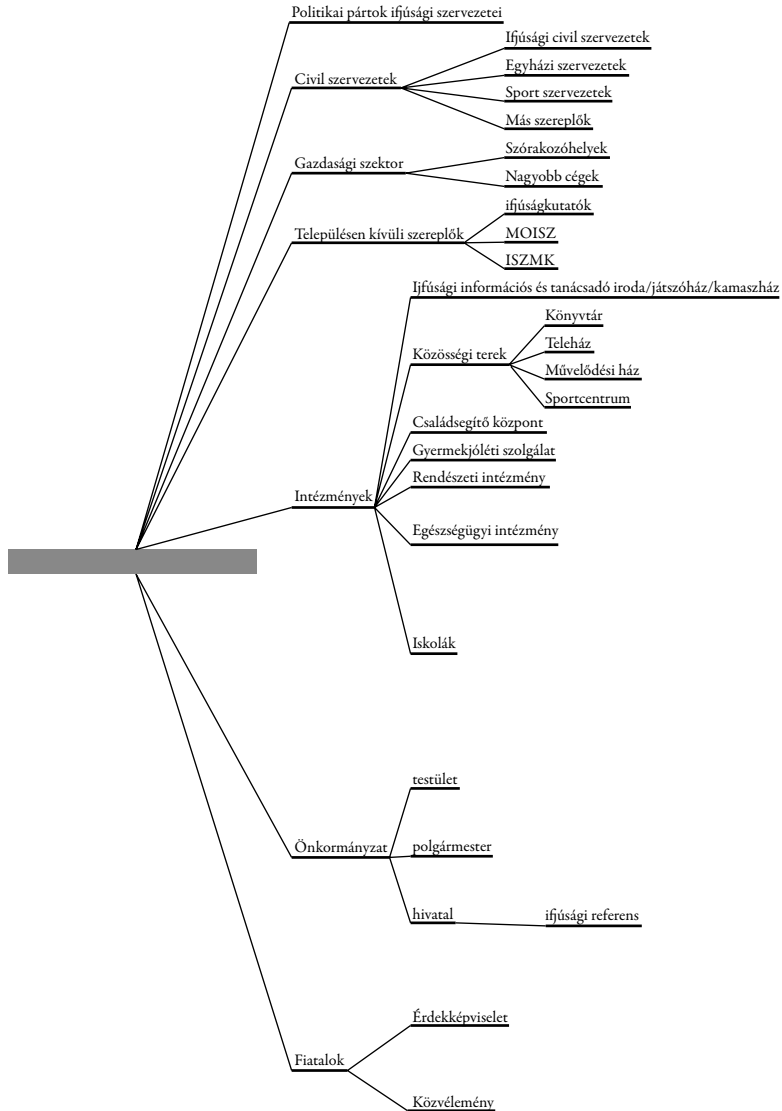 Politikai pártok ifjúsági szervezetei
Civil szervezetek
Ifjúsági civil szervezetek
Egyházi szervezetek
Sport szervezetek
Más szereplők
Gazdasági szektor
Szórakozóhelyek
Nagyobb cégek
Településen kívüli szereplők
ifjúságkutatók
MOISZ
ISZMK
Intézmények
Ijfúsági információs és tanácsadó iroda/játszóház/kamaszház
Közösségi terek
Könyvtár
Teleház
Művelődési ház
Sportcentrum
Családsegítő központ
Gyermekjóléti szolgálat
Rendészeti intézmény
Egészségügyi intézmény
Iskolák
Önkormányzat
testület
polgármester
hivatal
ifjúsági referens
Fiatalok
Érdekképviselet
Közvélemény